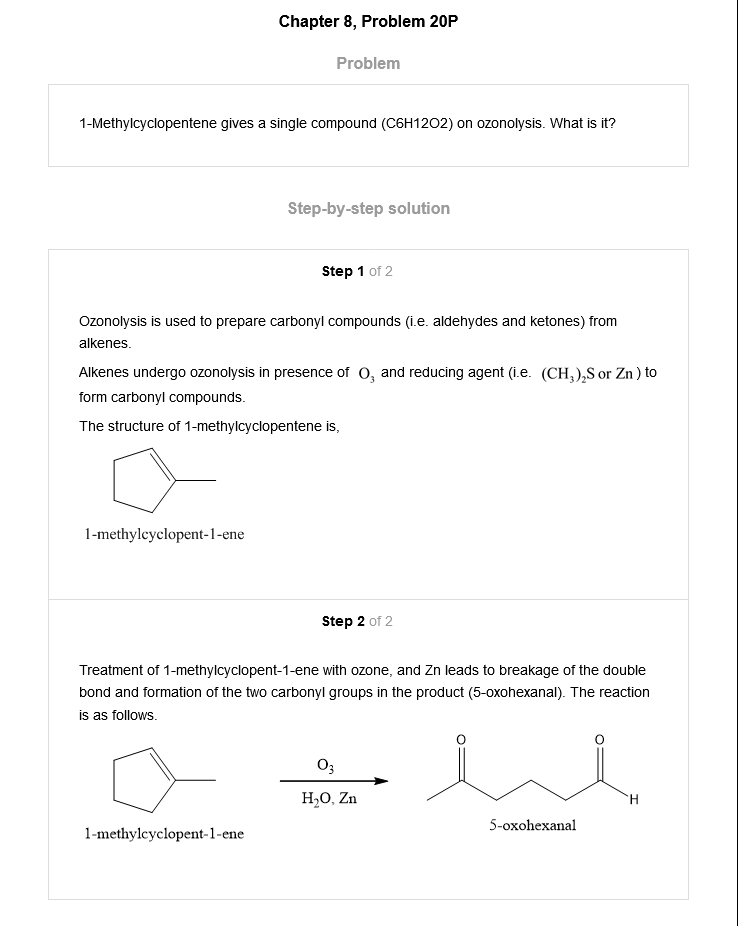 Chapter 8, Problem 20P
Problem
1-Methylcyclopentene gives a single compound (C6H12O2) on ozonolysis. What is it?
Step-by-step solution
Step 1 of 2
Ozonolysis is used to prepare carbonyl compounds (i.e. aldehydes and ketones) from
alkenes.
Alkenes undergo ozonolysis in presence of O₃ and reducing agent (i.e. (CH₃)₂S or Zn ) to
form carbonyl compounds.
The structure of 1-methylcyclopentene is,
1-methylcyclopent-1-ene
Step 2 of 2
Treatment of 1-methylcyclopent-1-ene with ozone, and Zn leads to breakage of the double
bond and formation of the two carbonyl groups in the product (5-oxohexanal). The reaction
is as follows.
O O
O₃
H₂O, Zn
H
5-oxohexanal
1-methylcyclopent-1-ene